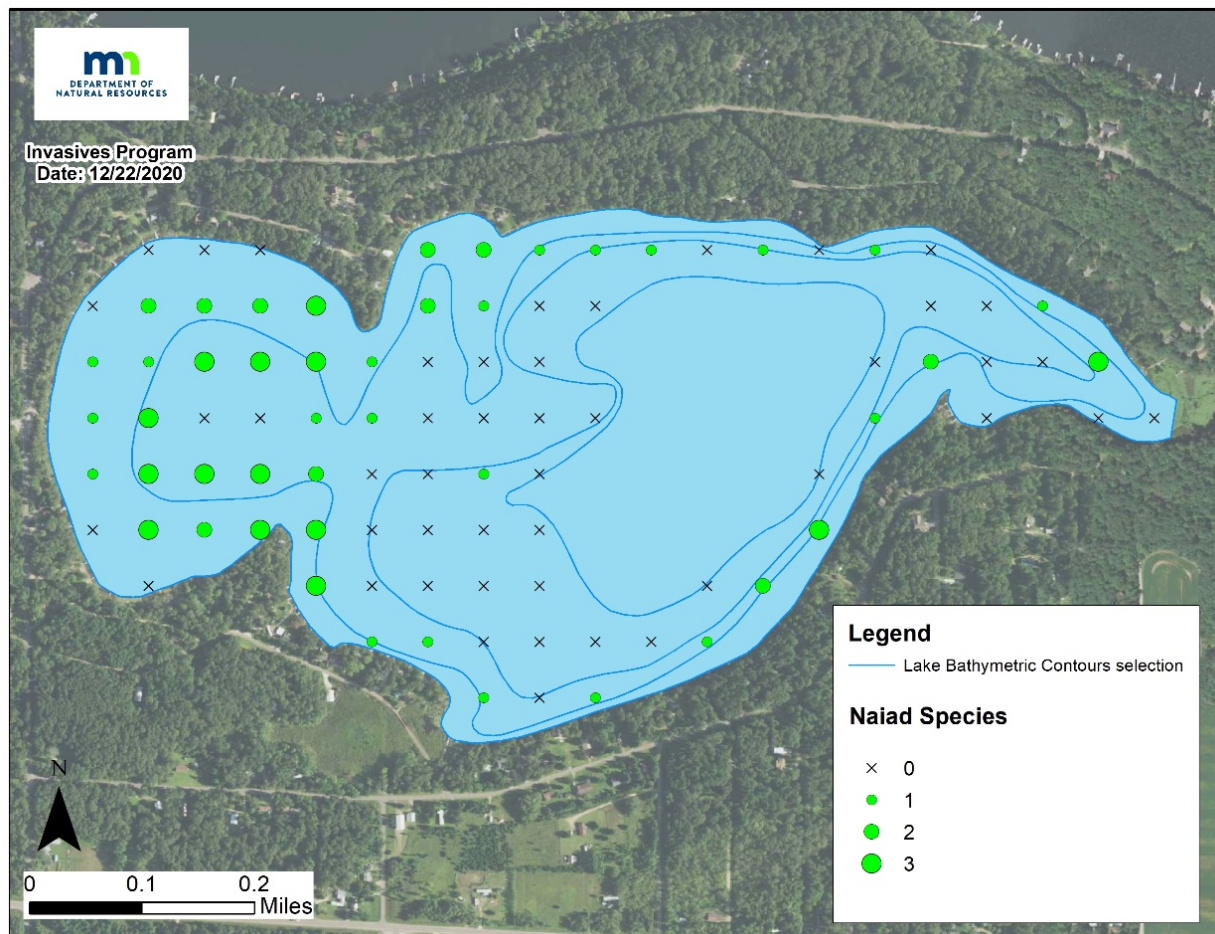 DEPARTMENT OF
NATURAL RESOURCES
Invasives Program
Date: 12/22/2020
N
0 0.1 0.2
Miles
Legend
Lake Bathymetric Contours selection
Naiad Species
0
1
2
3